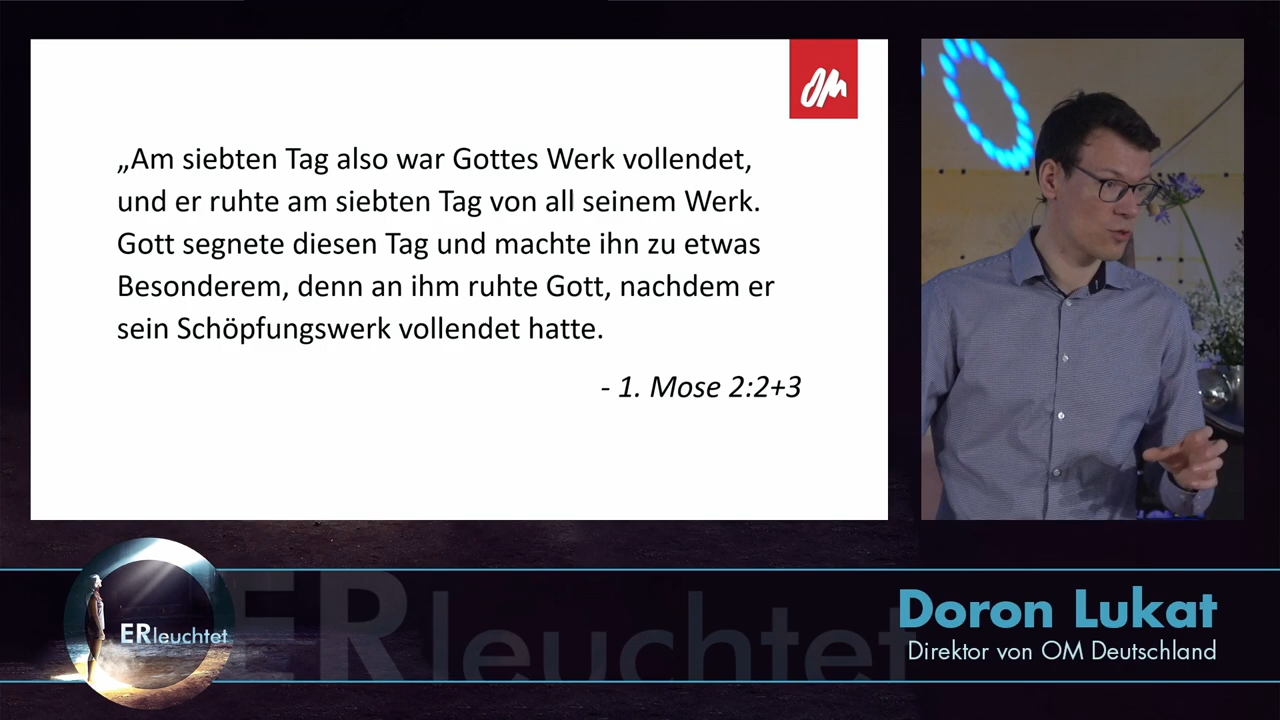 OM
„Am siebten Tag also war Gottes Werk vollendet,
und er ruhte am siebten Tag von all seinem Werk.
Gott segnete diesen Tag und machte ihn zu etwas
Besonderem, denn an ihm ruhte Gott, nachdem er
sein Schöpfungswerk vollendet hatte.
- 1. Mose 2:2+3
ERleuchtet
ERleuchtet
Doron Lukat
Direktor von OM Deutschland